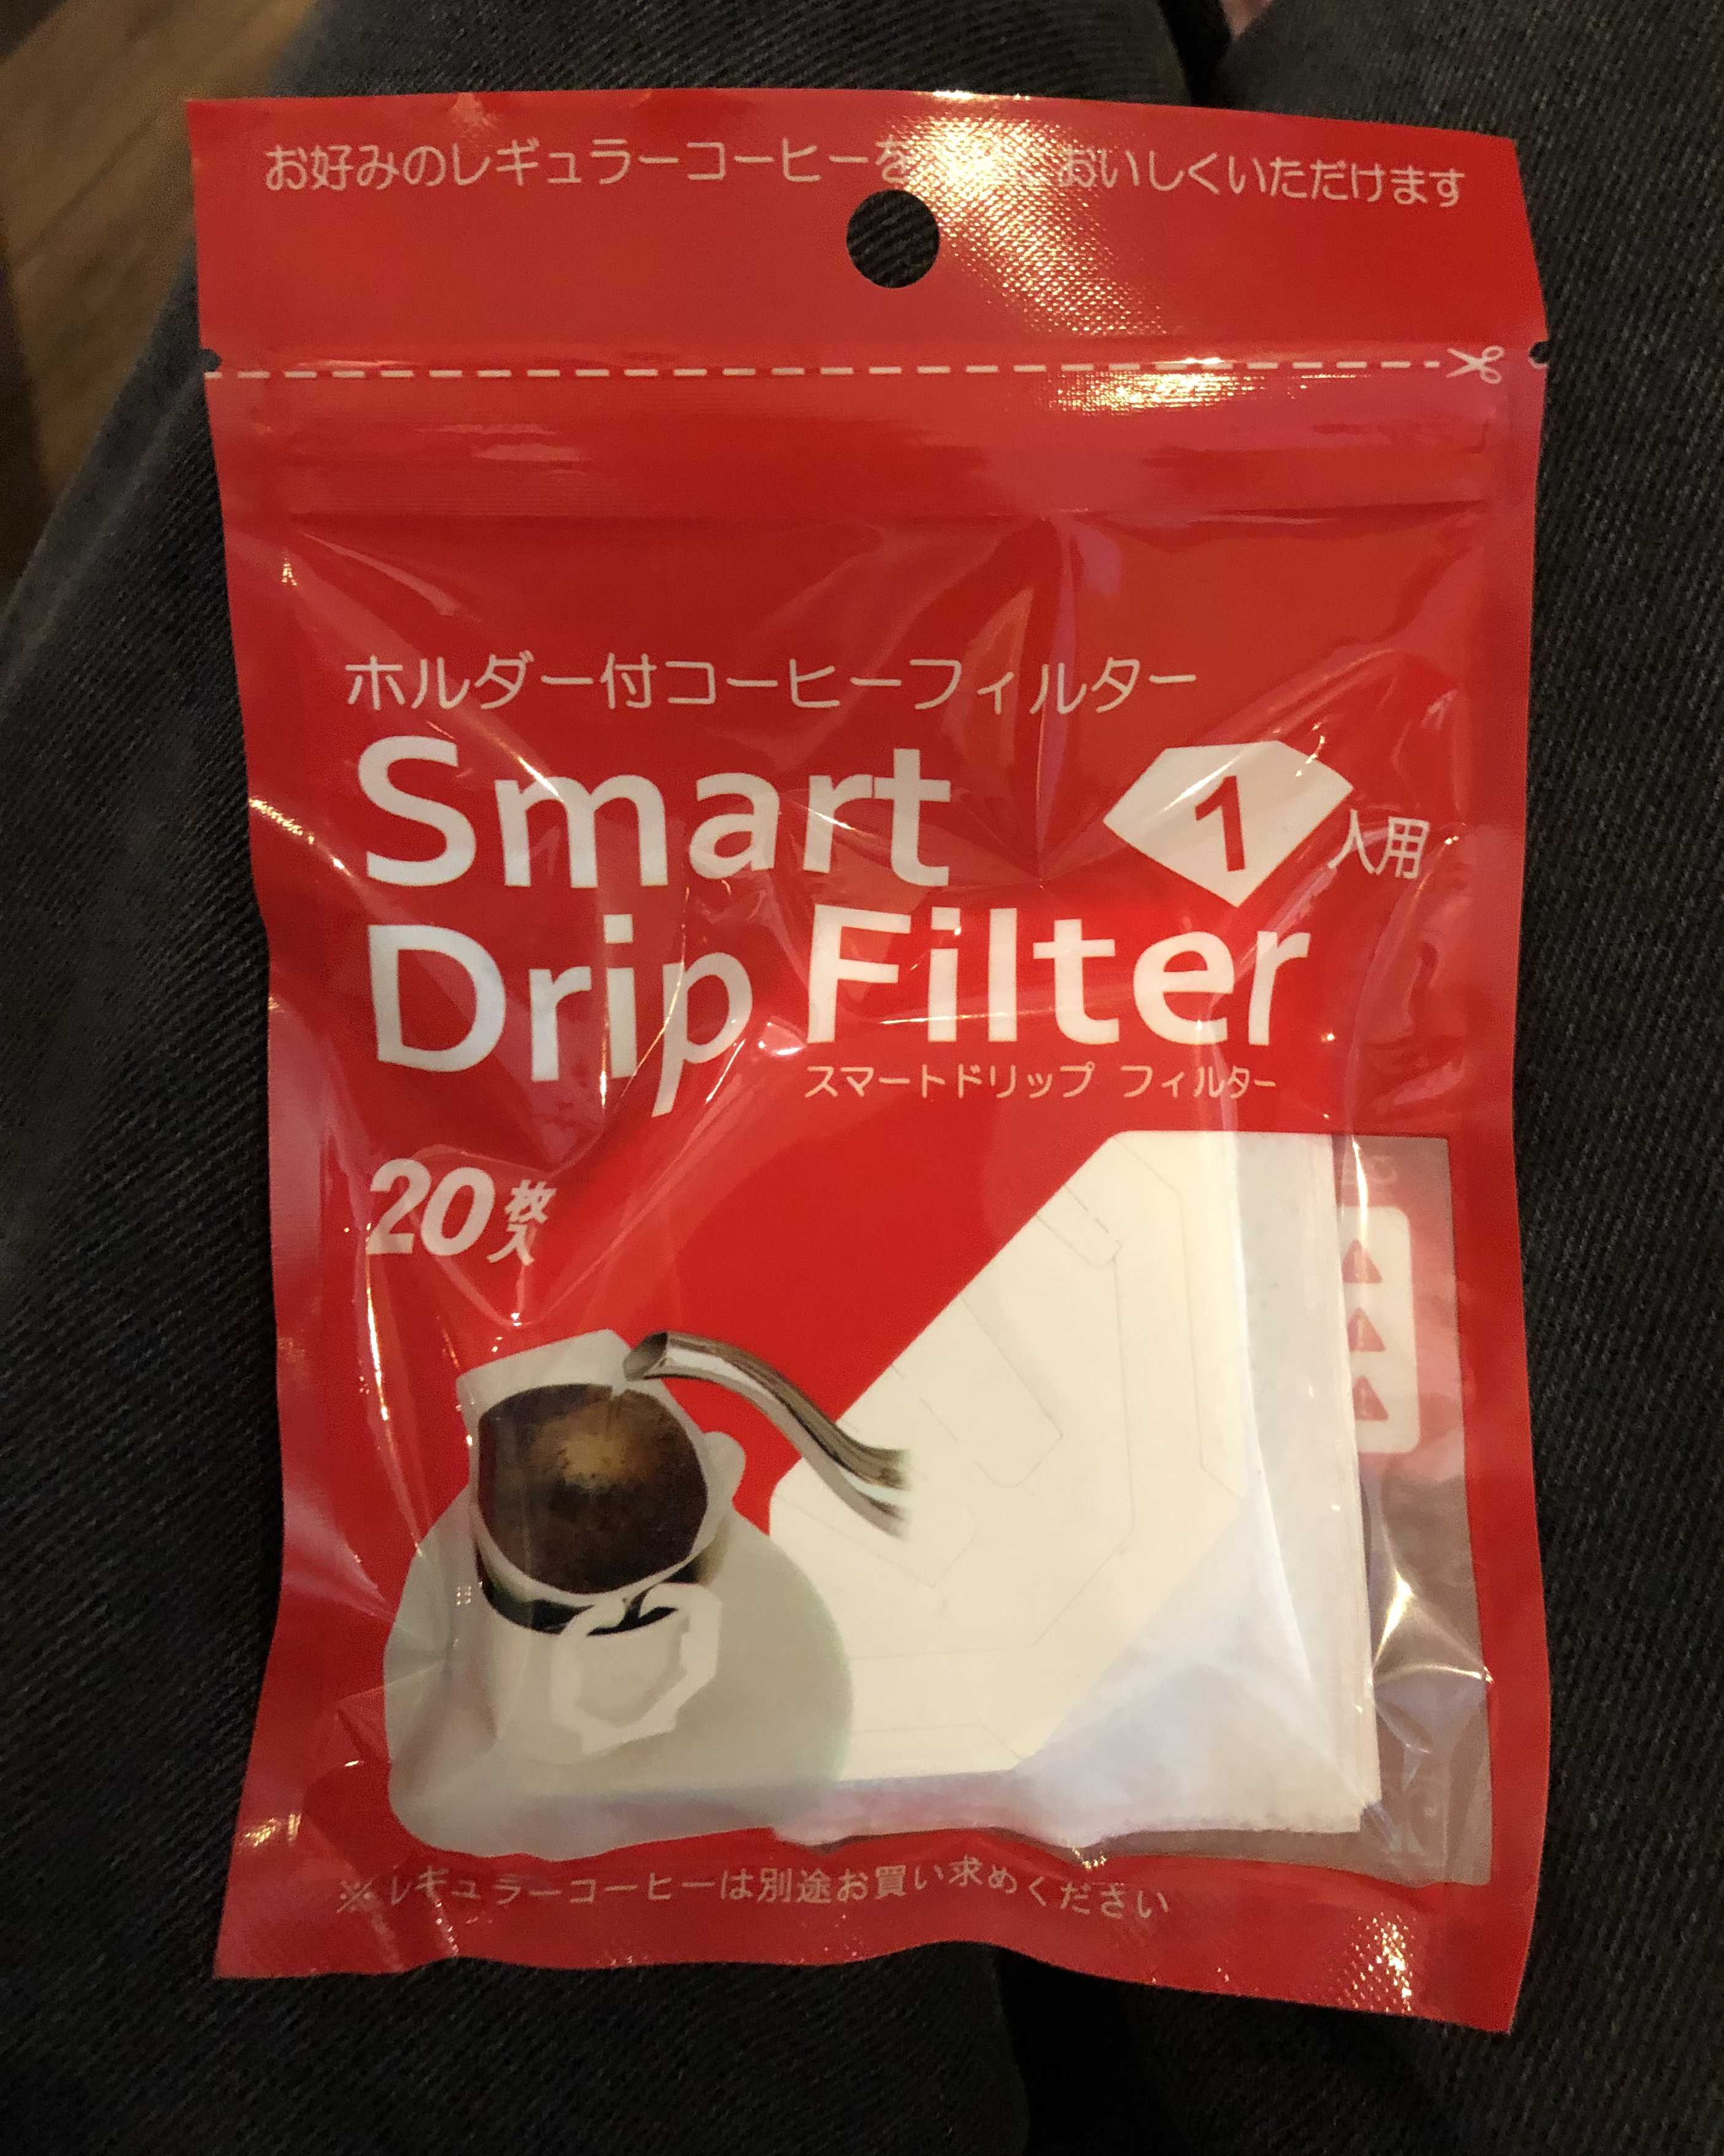 お好みのレギュラーコーヒーを おいしくいただけます
ホルダー付コーヒーフィルター
Smart
1人用
Drip Filter
スマートドリップ フィルター
20枚入
※レギュラーコーヒーは別途お買い求めください